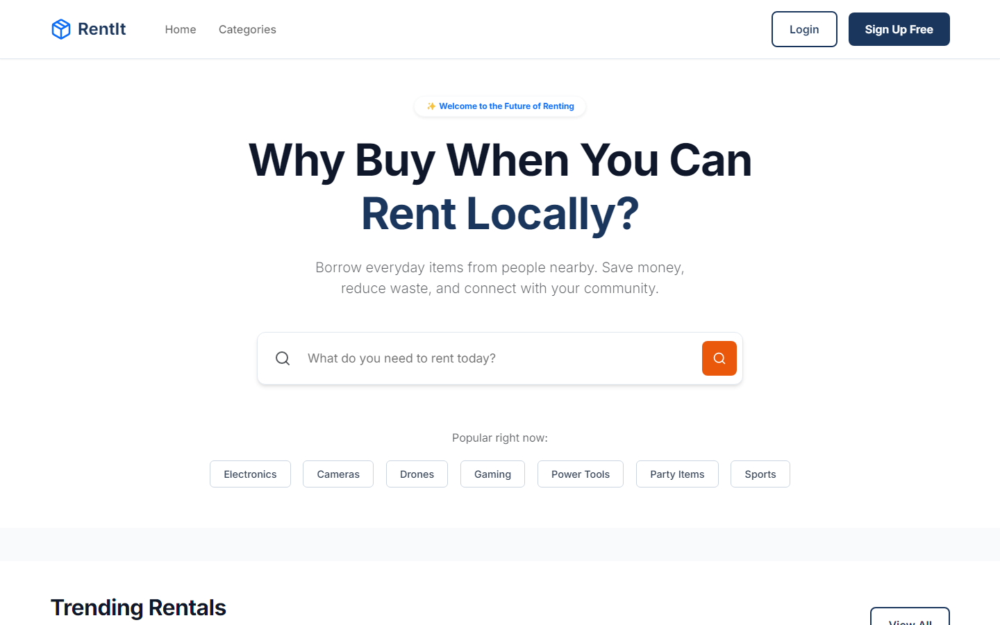 RentIt
Home
Categories
Login
Sign Up Free
✨ Welcome to the Future of Renting
Why Buy When You Can
Rent Locally?
Borrow everyday items from people nearby. Save money,
reduce waste, and connect with your community.
What do you need to rent today?
Popular right now:
Electronics
Cameras
Drones
Gaming
Power Tools
Party Items
Sports
Trending Rentals
View All